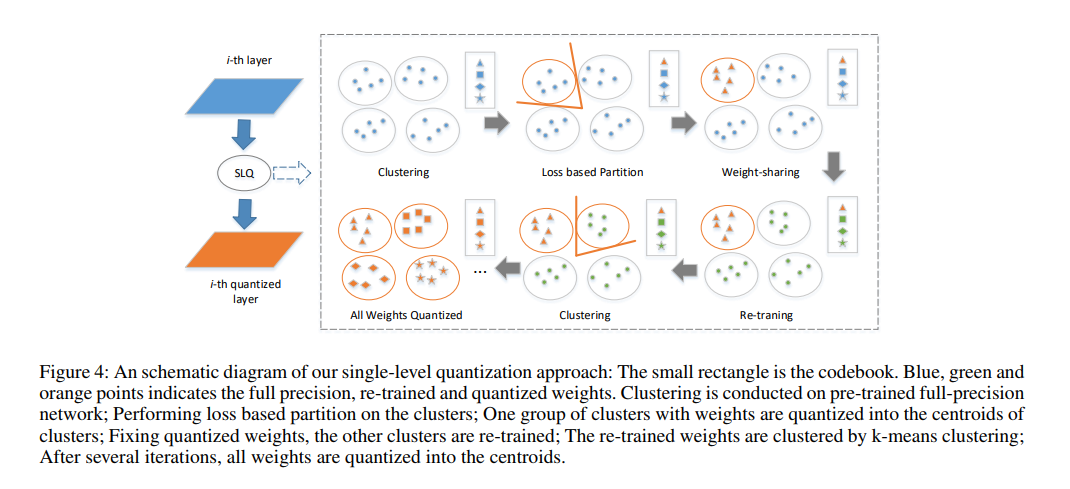 i-th layer
SLQ
i-th quantized
layer
Clustering
Loss based Partition
Weight-sharing
All Weights Quantized
...
Clustering
Re-traning
Figure 4: An schematic diagram of our single-level quantization approach: The small rectangle is the codebook. Blue, green and
orange points indicates the full precision, re-trained and quantized weights. Clustering is conducted on pre-trained full-precision
network; Performing loss based partition on the clusters; One group of clusters with weights are quantized into the centroids of
clusters; Fixing quantized weights, the other clusters are re-trained; The re-trained weights are clustered by k-means clustering;
After several iterations, all weights are quantized into the centroids.